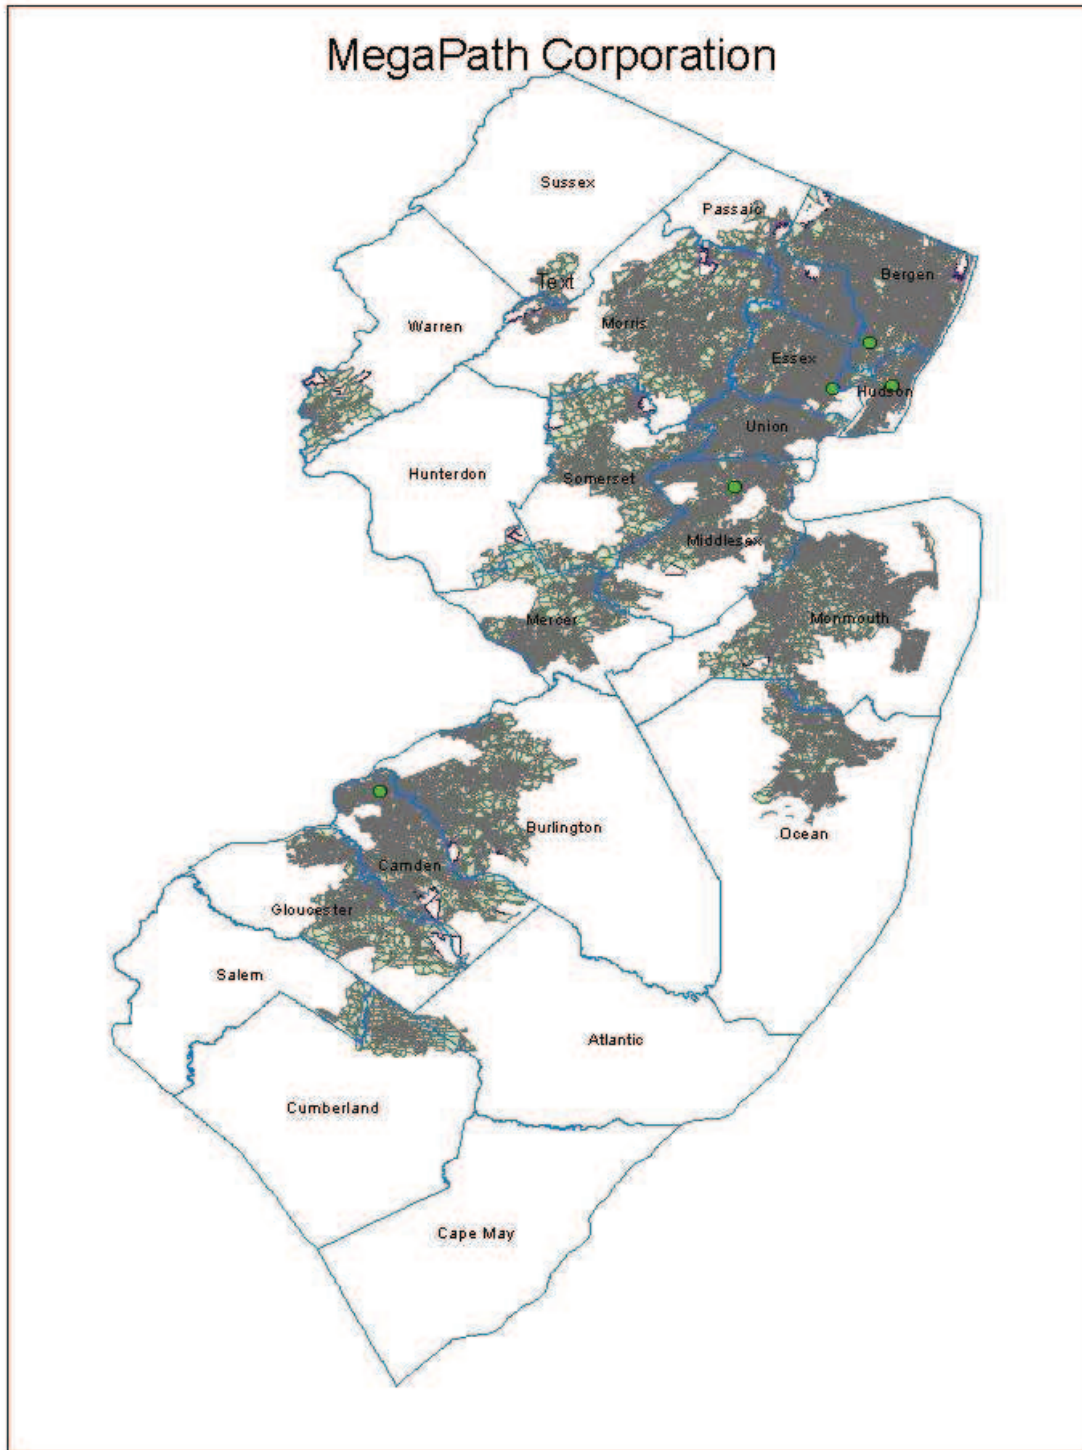 MegaPath Corporation
Sussex
Passaic
Bergen
Text
Warren
Morris
Essex
Hudson
Union
Hunterdon
Somerset
Middlesex
Mercer
Monmouth
Burlington
Ocean
Camden
Gloucester
Salem
Atlantic
Cumberland
Cape May